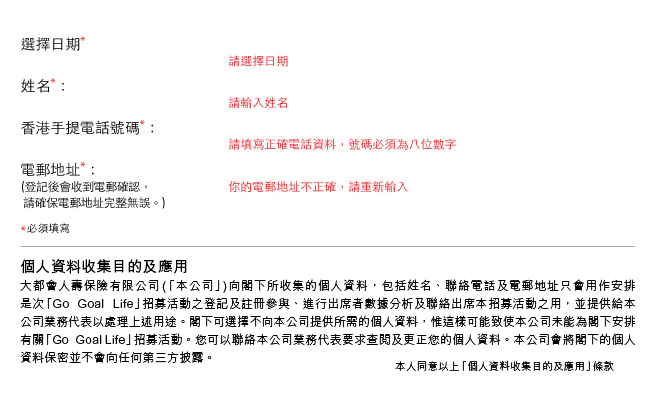 選擇日期*
請選擇日期
姓名*：
請輸入姓名
香港手提電話號碼*：
請填寫正確電話資料，號碼必須為八位數字
電郵地址*：
(登記後會收到電郵確認，
你的電郵地址不正確，請重新輸入
請確保電郵地址完整無誤。)
*必須填寫
個人資料收集目的及應用
大都會人壽保險有限公司(「本公司」)向閣下所收集的個人資料，包括姓名、聯絡電話及電郵地址只會用作安排
是次「Go Goal Life」招募活動之登記及註冊參與、進行出席者數據分析及聯絡出席本招募活動之用，並提供給本
公司業務代表以處理上述用途。閣下可選擇不向本公司提供所需的個人資料，惟這樣可能致使本公司未能為閣下安排
有關「Go Goal Life」招募活動。您可以聯絡本公司業務代表要求查閱及更正您的個人資料。本公司會將閣下的個人
資料保密並不會向任何第三方披露。
本人同意以上「個人資料收集目的及應用」條款